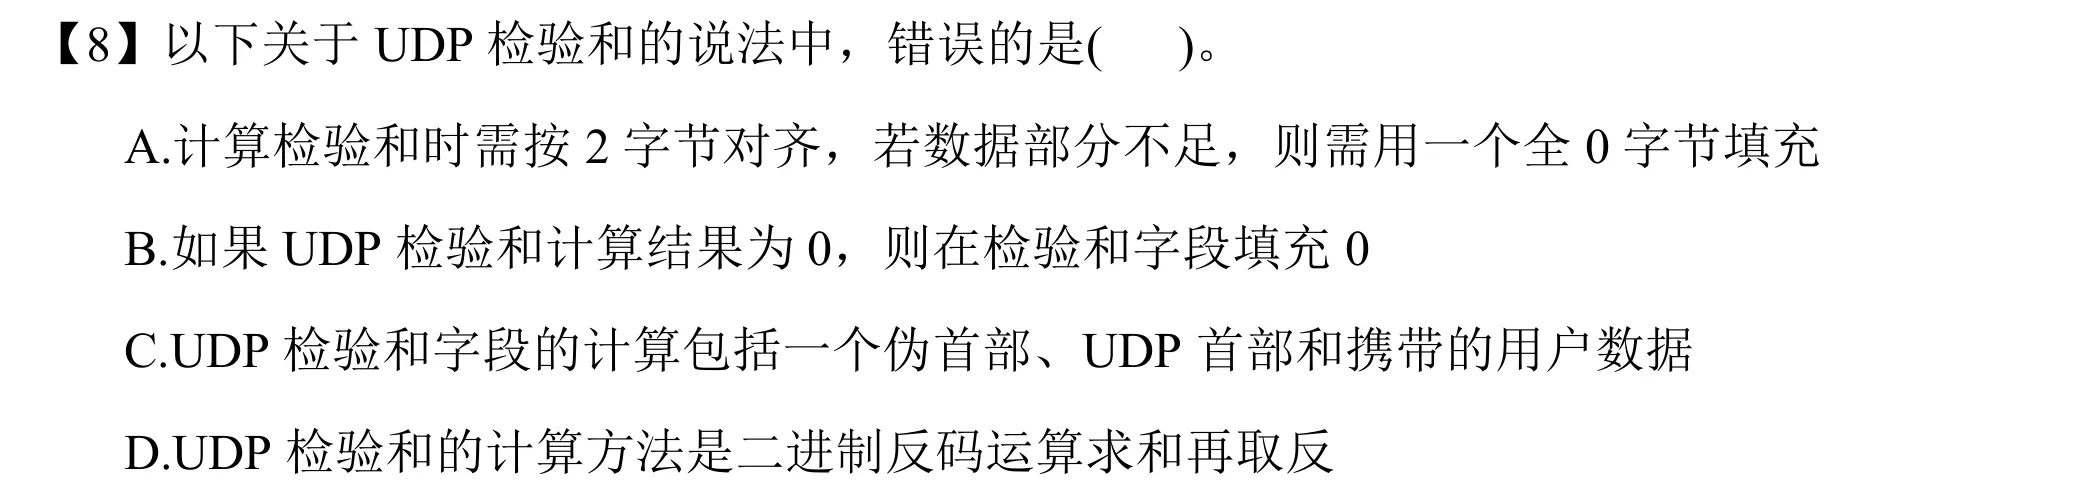 【8】以下关于 UDP 检验和的说法中，错误的是(    )。
A.计算检验和时需按 2 字节对齐，若数据部分不足，则需用一个全 0 字节填充
B.如果 UDP 检验和计算结果为 0，则在检验和字段填充 0
C.UDP 检验和字段的计算包括一个伪首部、UDP 首部和携带的用户数据
D.UDP 检验和的计算方法是二进制反码运算求和再取反